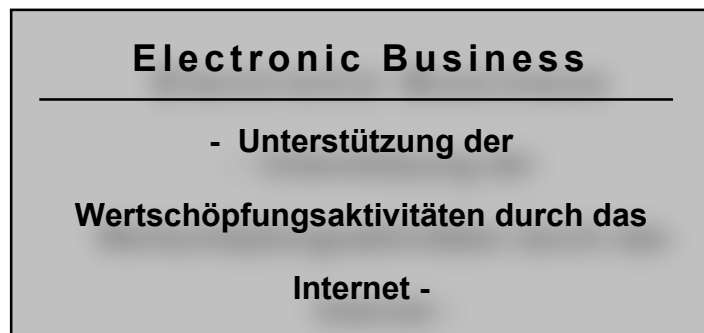 Electronic Business
- Unterstützung der
Wertschöpfungsaktivitäten durch das
Internet -